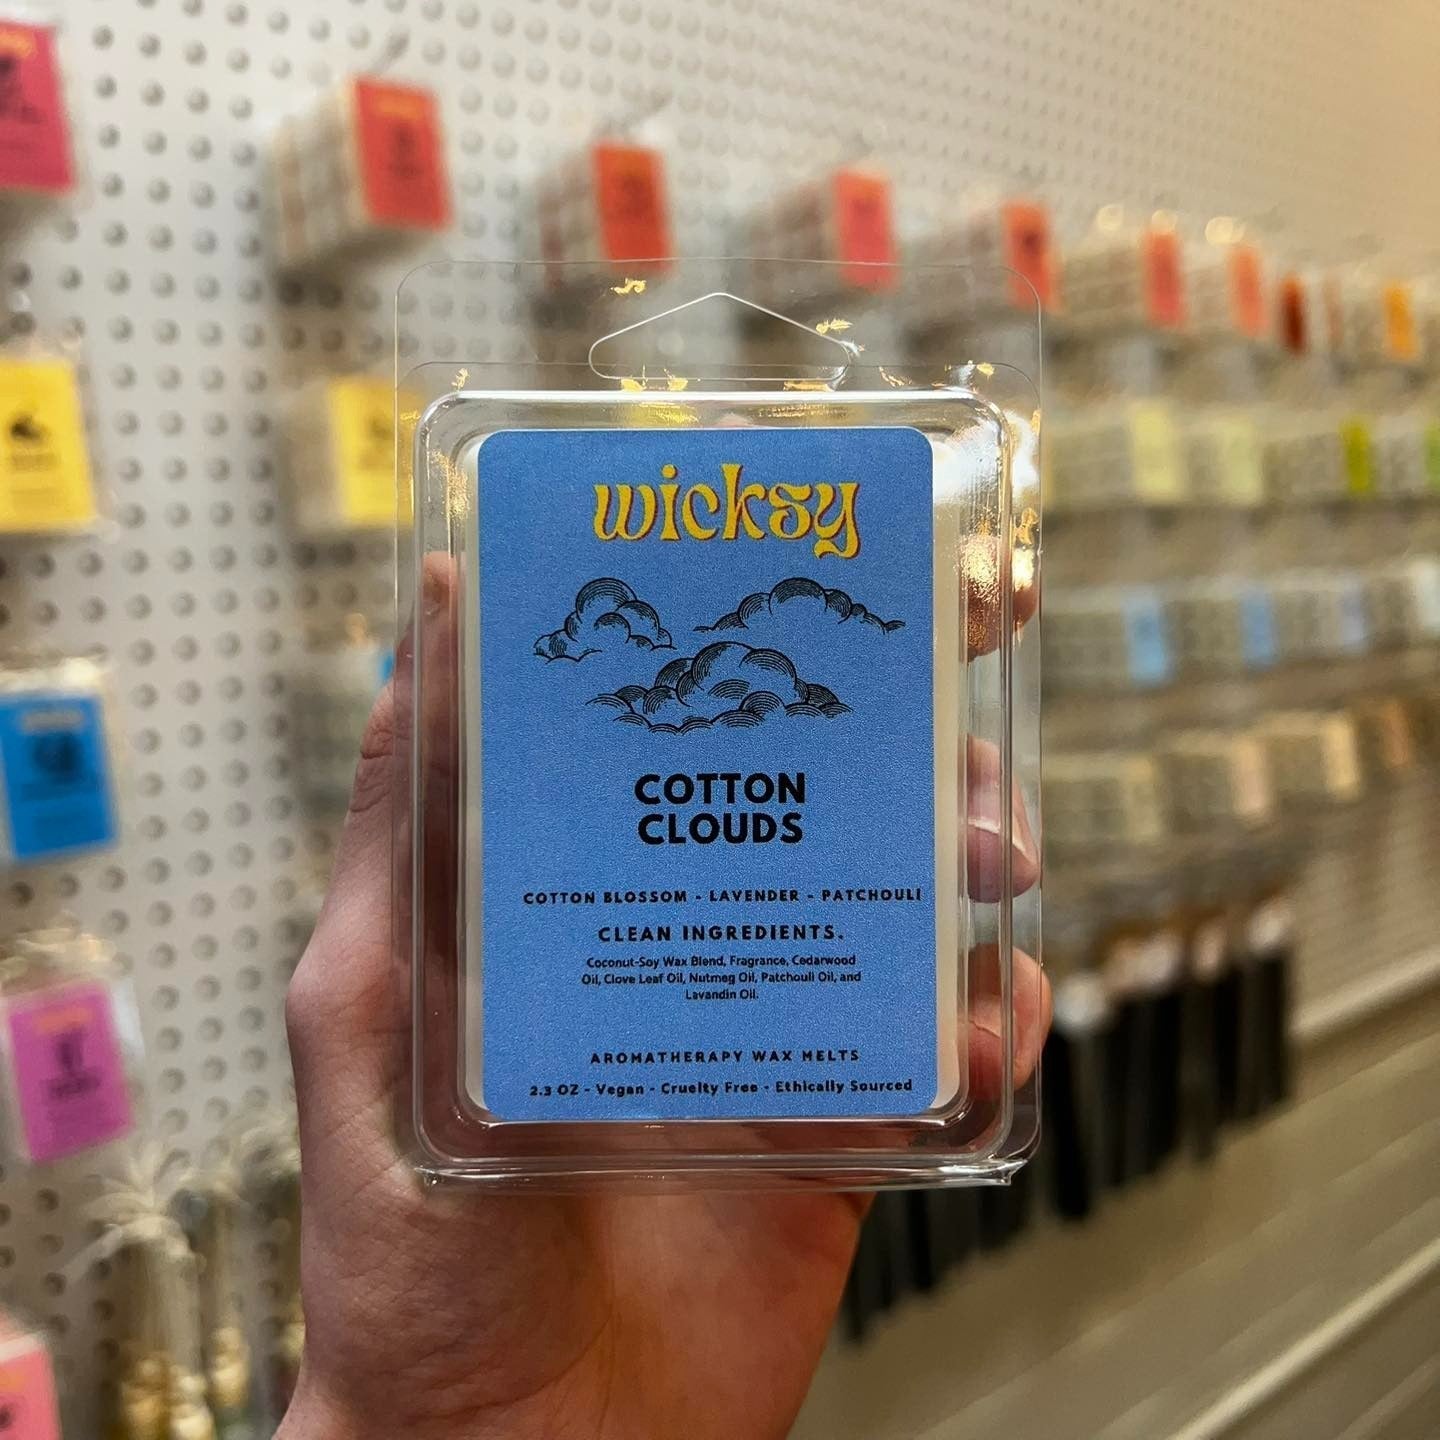 wicksy
COTTON
CLOUDS
COTTON BLOSSOM - LAVENDER - PATCHOULI
CLEAN INGREDIENTS.
Coconut-Soy Wax Blend, Fragrance, Cedarwood
Oil, Clove Leaf Oil, Nutmeg Oil, Patchouli Oil, and
Lavandin Oil.
AROMATHERAPY WAX MELTS
2.3 OZ - Vegan - Cruelty Free - Ethically Sourced